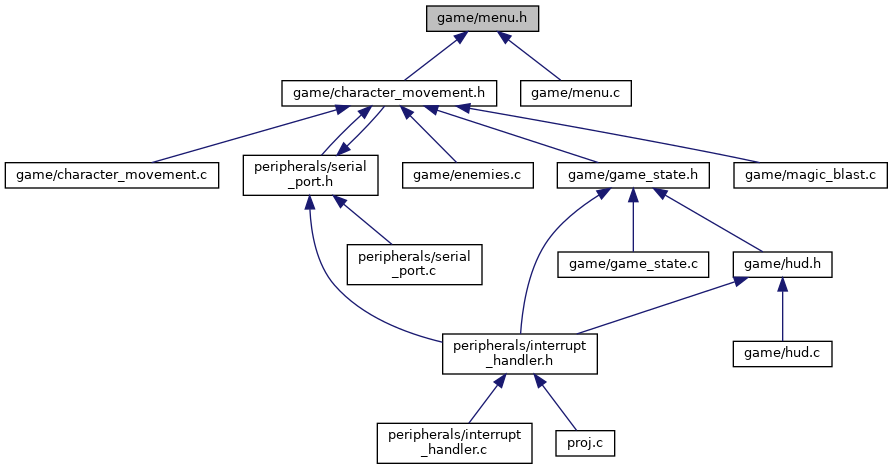 game/menu.h
game/character_movement.h
game/menu.c
game/character_movement.c
peripherals/serial
_port.h
game/enemies.c
game/game_state.h
game/magic_blast.c
peripherals/serial
_port.c
game/game_state.c
game/hud.h
peripherals/interrupt
_handler.h
game/hud.c
peripherals/interrupt
_handler.c
proj.c